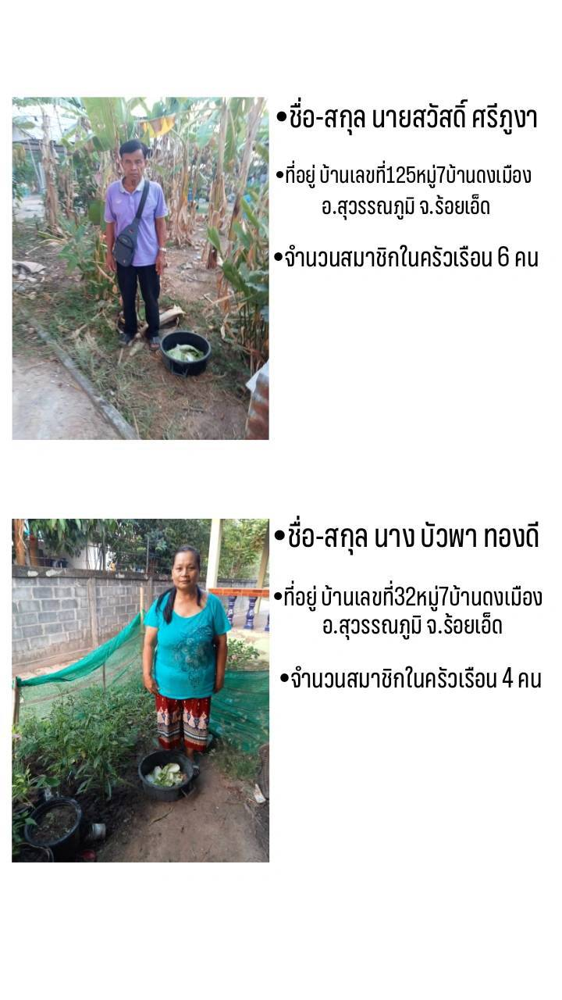 •ชื่อ-สกุล นายสวัสดิ์ ศรีภูงา
•ที่อยู่ บ้านเลขที่125หมู่7บ้านดงเมือง
อ.สุวรรณภูมิ จ.ร้อยเอ็ด
•จำนวนสมาชิกในครัวเรือน 6 คน
•ชื่อ-สกุล นาง บัวพา ทองดี
•ที่อยู่ บ้านเลขที่32หมู่7บ้านดงเมือง
อ.สุวรรณภูมิ จ.ร้อยเอ็ด
•จำนวนสมาชิกในครัวเรือน 4 คน